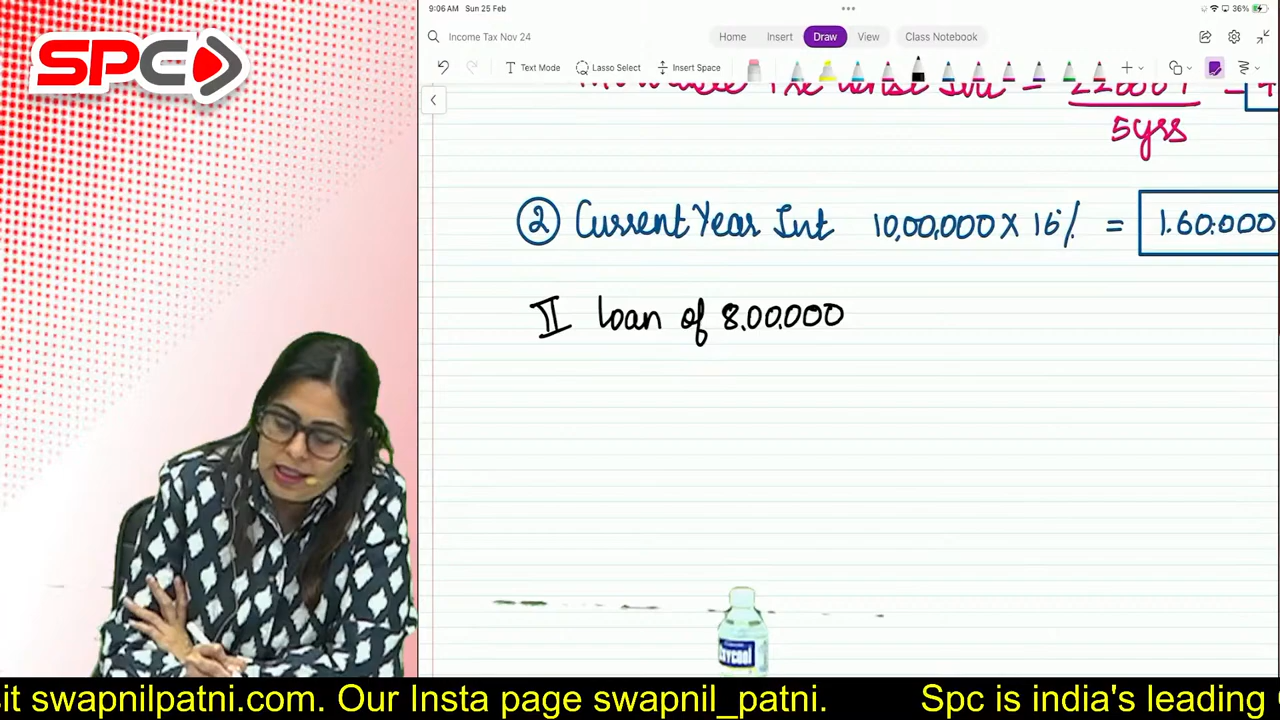 9:06 AM Sun 25 Feb
36%
SPC
Income Tax Nov 24
Home Insert Draw View Class Notebook
Text Mode Lasso Select Insert Space
Int =
5yrs
② Current Year Int 10,00,000 X 16% = 1.60.000
II loan of 8.00.000
sit swapnilpatni.com. Our Insta page swapnil_patni. Spc is india's leading